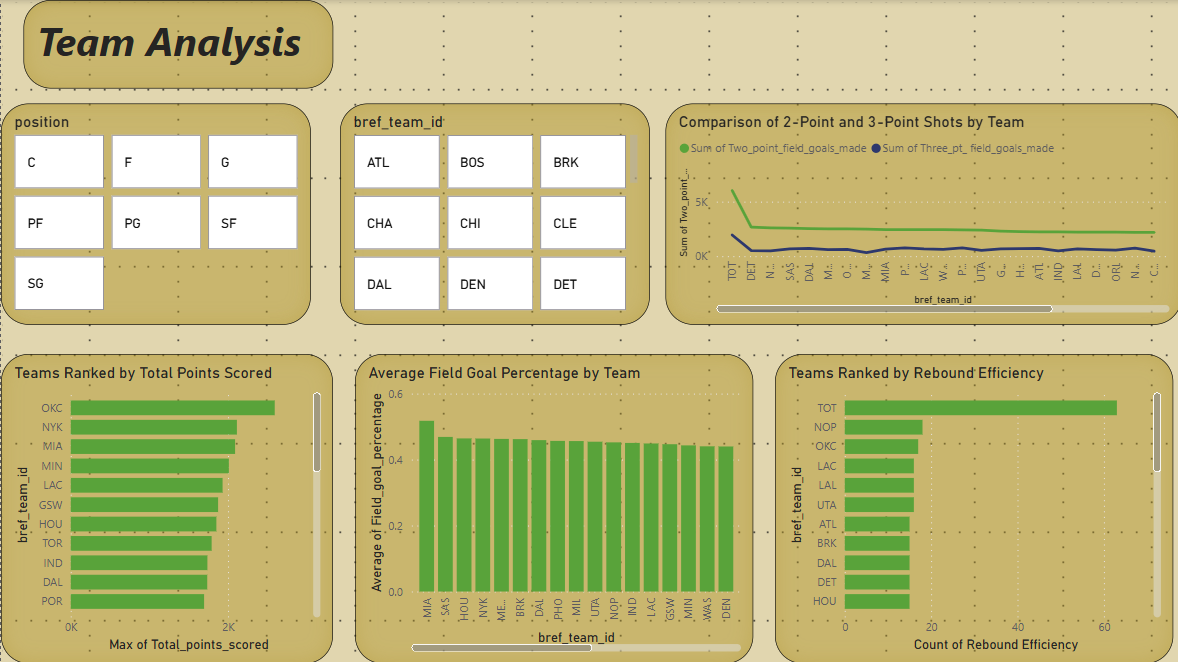 Team Analysis
position
C F G
PF PG SF
SG
bref_team_id
ATL BOS BRK
CHA CHI CLE
DAL DEN DET
Comparison of 2-Point and 3-Point Shots by Team
Sum of Two_point_field_goals_made Sum of Three_pt_ field_goals_made
Sum of Two_point_...
5K
0K
TOT DET N... SAS DAL M... O... M... MIA P... LAC W... P... UTA G... H... ATL IND LAL D... ORL N... C...
bref_team_id
Teams Ranked by Total Points Scored
bref_team_id
OKC
NYK
MIA
MIN
LAC
GSW
HOU
TOR
IND
DAL
POR
0K 2K
Max of Total_points_scored
Average Field Goal Percentage by Team
Average of Field_goal_percentage
0.6
0.4
0.2
0.0
MIA SAS HOU NYK ME... BRK DAL PHO MIL UTA NOP IND LAC GSW MIN WAS DEN
bref_team_id
Teams Ranked by Rebound Efficiency
bref_team_id
TOT
NOP
OKC
LAC
LAL
UTA
ATL
BRK
DAL
DET
HOU
0 20 40 60
Count of Rebound Efficiency